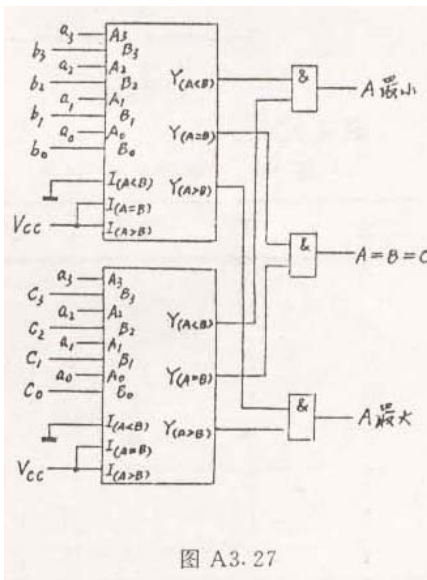 a₃ A₃
b₃ B₃
a₂ A₂
b₂ B₂
a₁ A₁
b₁ B₁
a₀ A₀
b₀ B₀
I(A<B)
I(A=B)
I(A>B)
VCC
Y(A<B)
Y(A=B)
Y(A>B)
& A 最小
& A=B=C
a₃ A₃
C₃ B₃
a₂ A₂
C₂ B₂
a₁ A₁
C₁ B₁
a₀ A₀
C₀ B₀
I(A<B)
I(A=B)
I(A>B)
VCC
Y(A<B)
Y(A=B)
Y(A>B)
& A 最大
图 A3.27